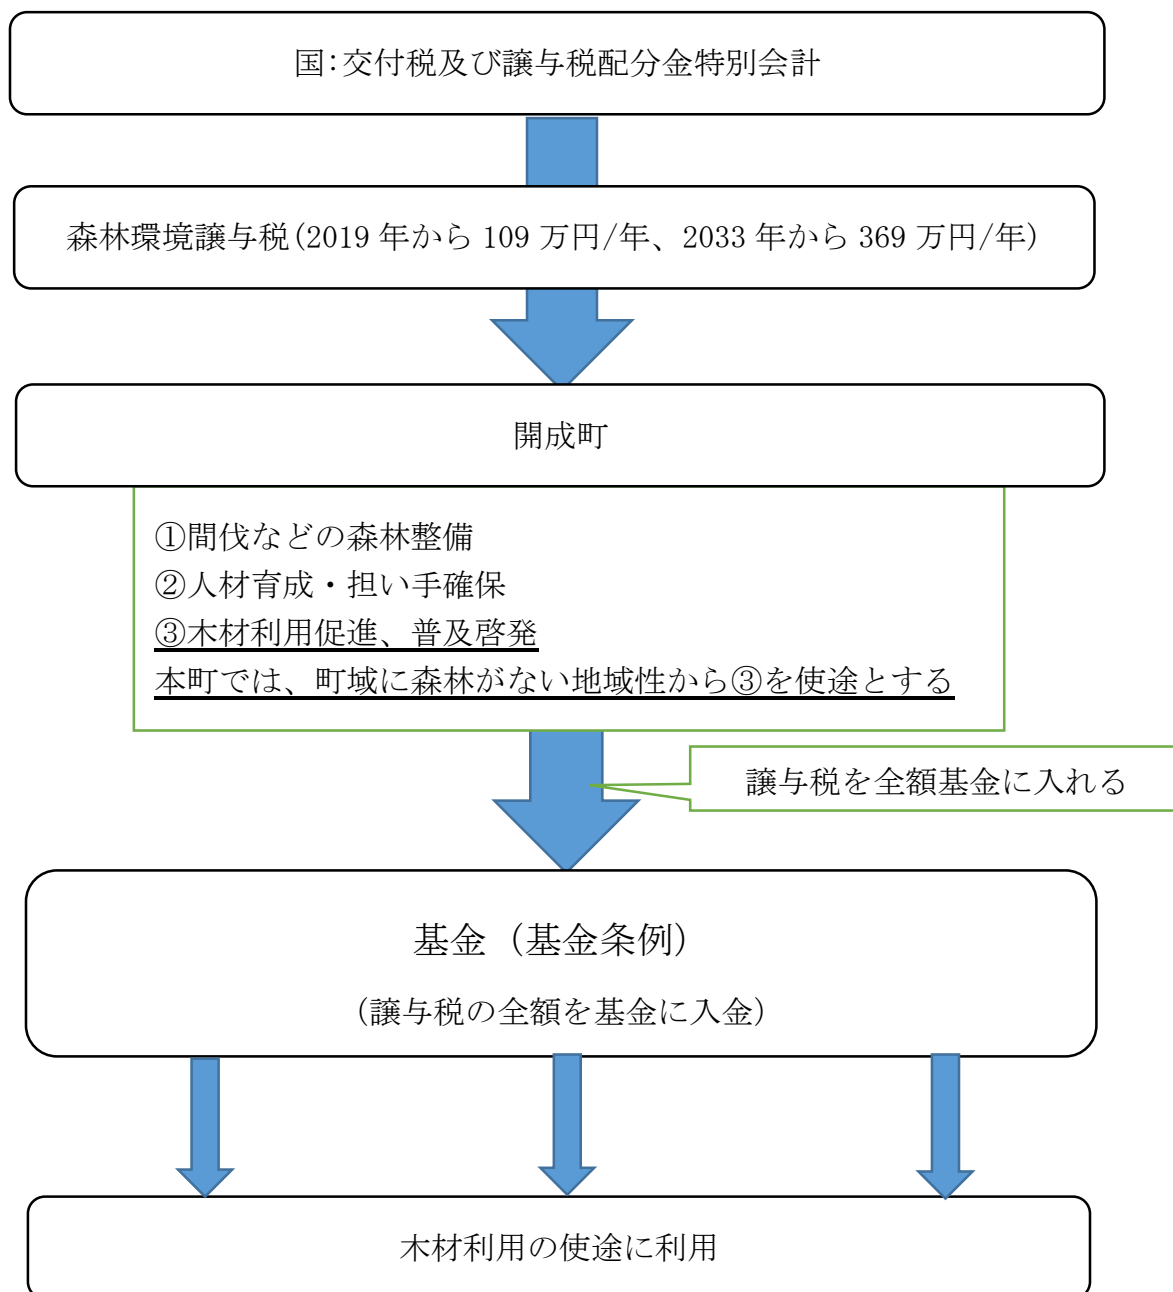 国:交付税及び譲与税配分金特別会計
森林環境譲与税(2019 年から 109 万円/年、2033 年から 369 万円/年)
開成町
①間伐などの森林整備
②人材育成・担い手確保
③木材利用促進、普及啓発
本町では、町域に森林がない地域性から③を使途とする
譲与税を全額基金に入れる
基金（基金条例）
(譲与税の全額を基金に入金)
木材利用の使途に利用